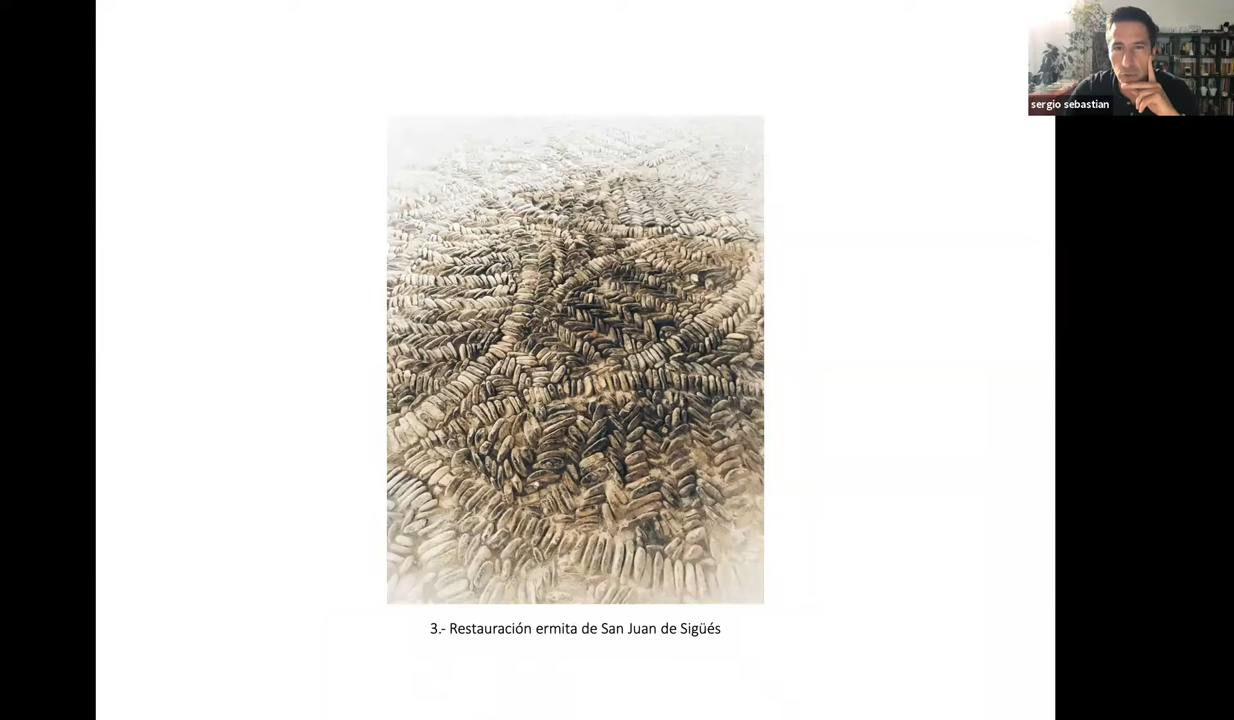 sergio sebastian
3.- Restauración ermita de San Juan de Sigüés